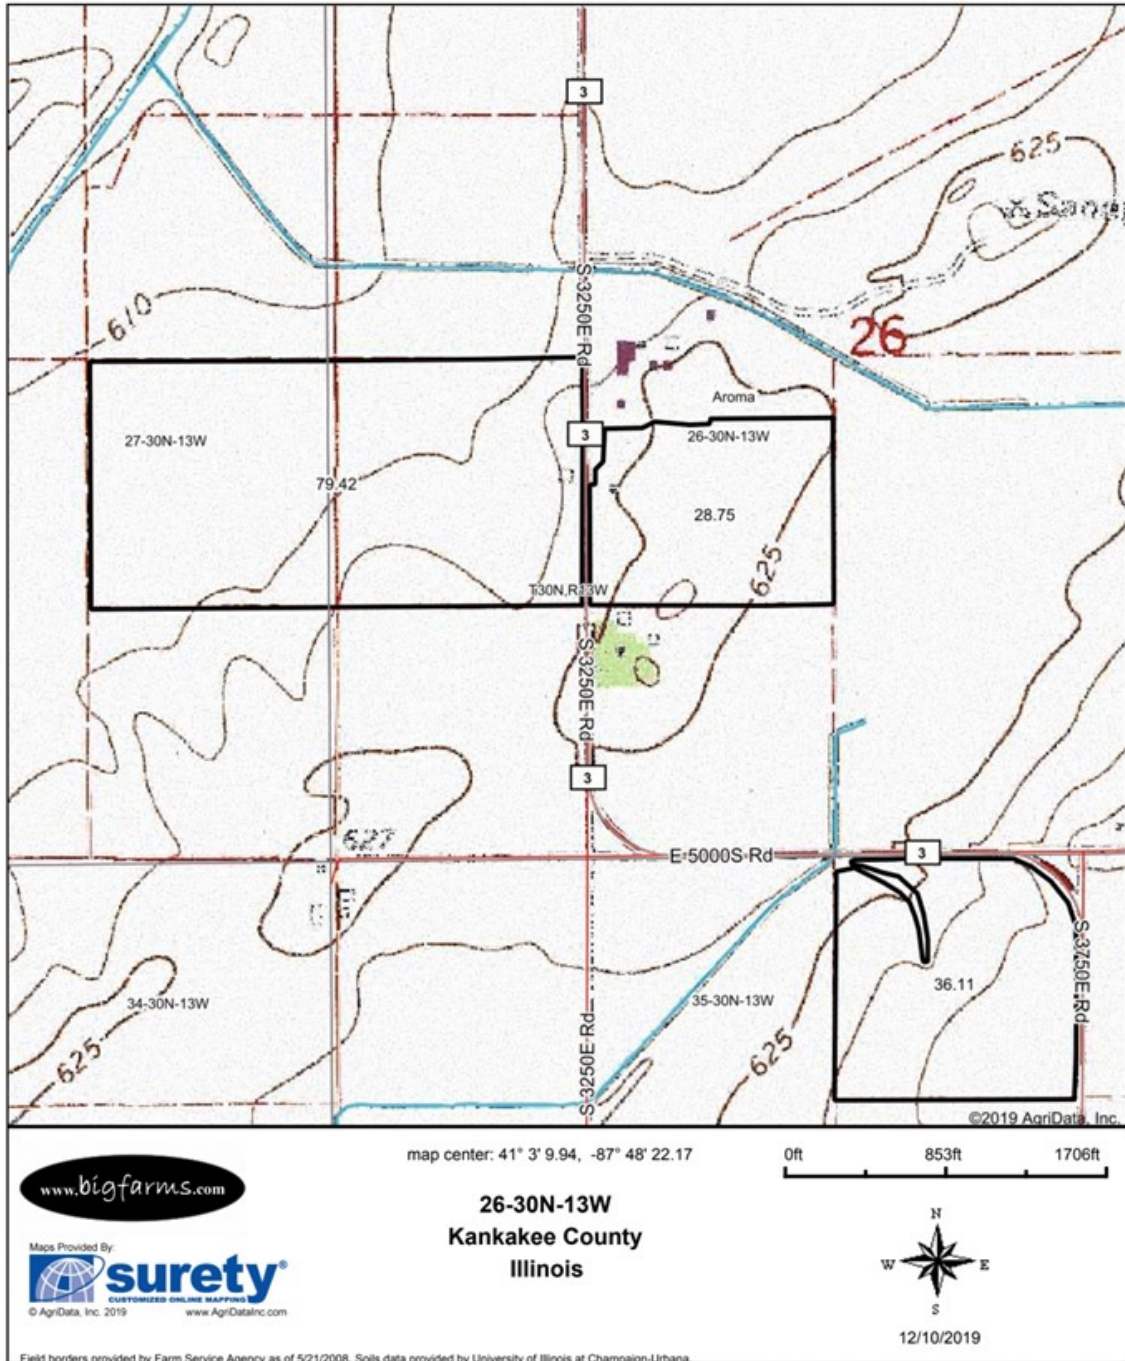 3
625
Sand
S 3250E Rd
610
26
Aroma
27-30N-13W
3
26-30N-13W
79.42
28.75
625
T30N,R13W
S 3250E Rd
3
627
E 5000S Rd
3
S 3750E Rd
36.11
34-30N-13W
35-30N-13W
625
625
S 3250E Rd
©2019 AgriData, Inc.
www.bigfarms.com
map center: 41° 3' 9.94, -87° 48' 22.17
0ft 853ft 1706ft
26-30N-13W
Kankakee County
Illinois
N
W E
S
Maps Provided By:
surety®
CUSTOMIZED ONLINE MAPPING
© AgriData, Inc. 2019 www.AgriDataInc.com
12/10/2019
Field borders provided by Farm Service Agency as of 5/21/2008. Soils data provided by University of Illinois at Champaign-Urbana.